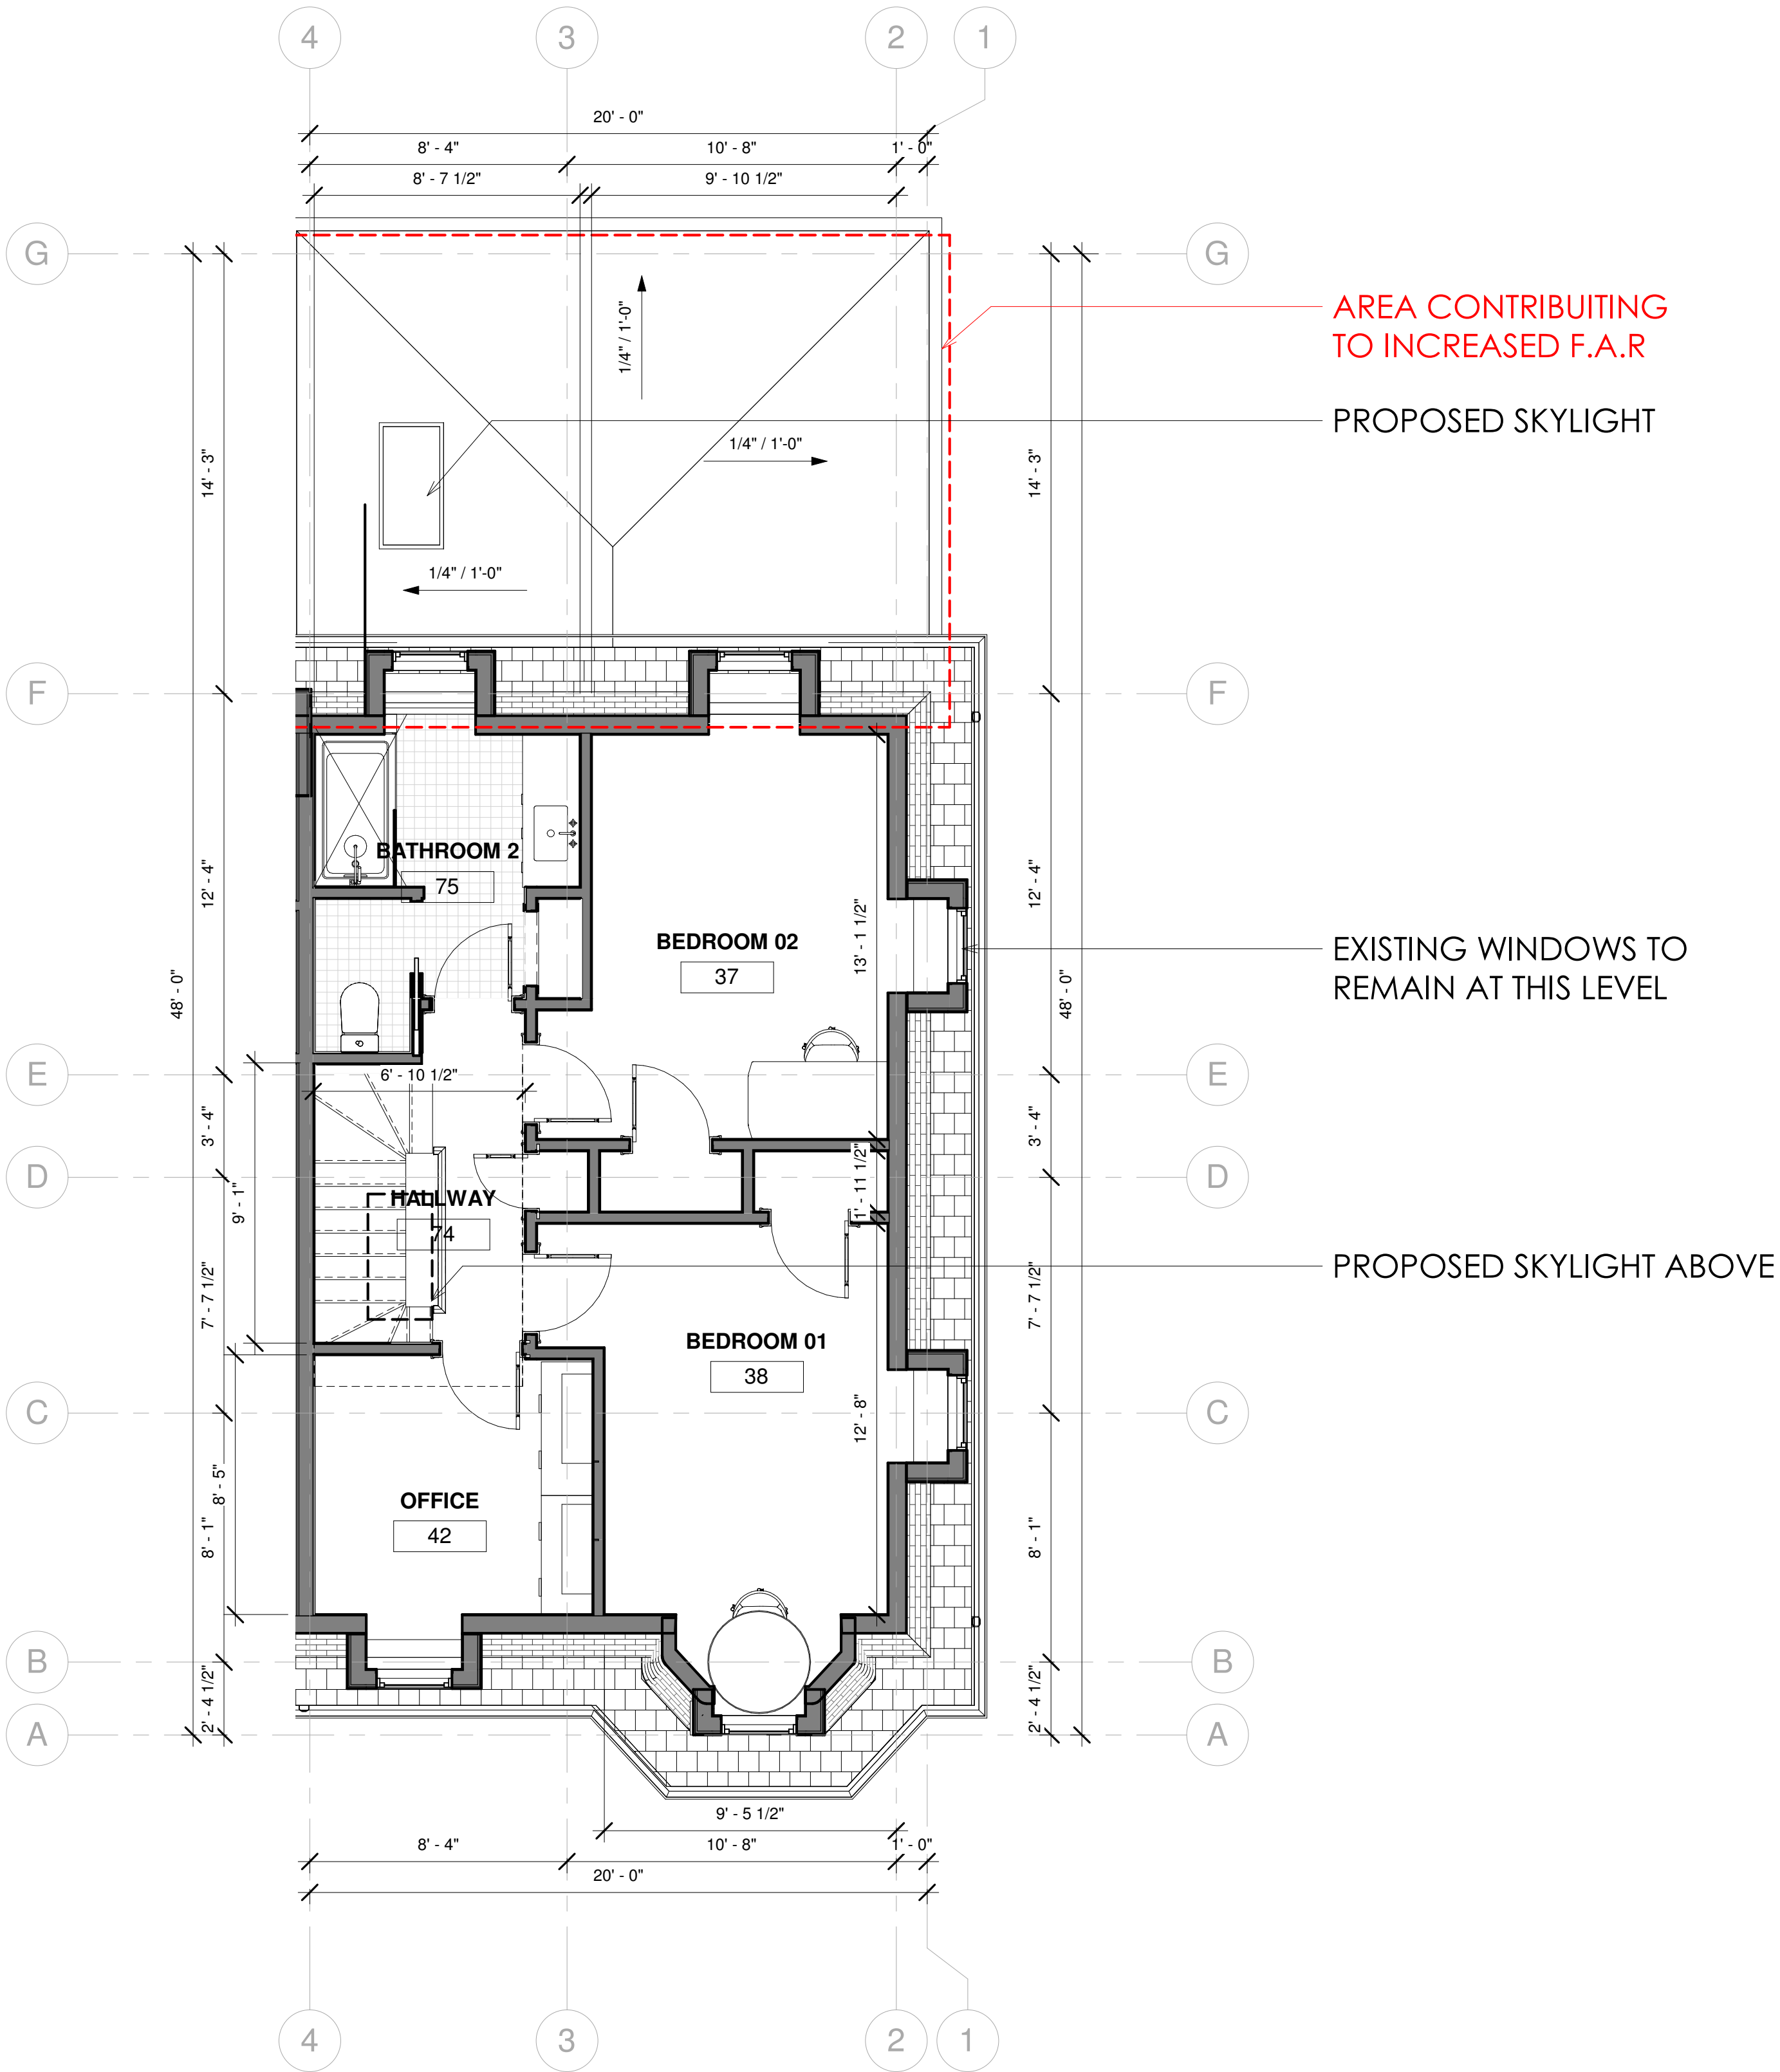 4 3 2 1
20' - 0"
8' - 4" 10' - 8" 1' - 0"
8' - 7 1/2" 9' - 10 1/2"
G G
AREA CONTRIBUITING
TO INCREASED F.A.R
1/4" / 1'-0"
PROPOSED SKYLIGHT
1/4" / 1'-0"
14' - 3" 14' - 3"
1/4" / 1'-0"
F F
BATHROOM 2
75
12' - 4" 12' - 4"
BEDROOM 02
37
13' - 1 1/2"
EXISTING WINDOWS TO
REMAIN AT THIS LEVEL
48' - 0" 48' - 0"
E E
6' - 10 1/2"
3' - 4" 3' - 4"
D D
1' - 11 1/2"
9' - 1"
HALLWAY
74
PROPOSED SKYLIGHT ABOVE
7' - 7 1/2" 7' - 7 1/2"
BEDROOM 01
38
C C
12' - 8"
8' - 5"
OFFICE
42
8' - 1" 8' - 1"
B B
2' - 4 1/2" 2' - 4 1/2"
A A
9' - 5 1/2"
8' - 4" 10' - 8" 1' - 0"
20' - 0"
4 3 2 1